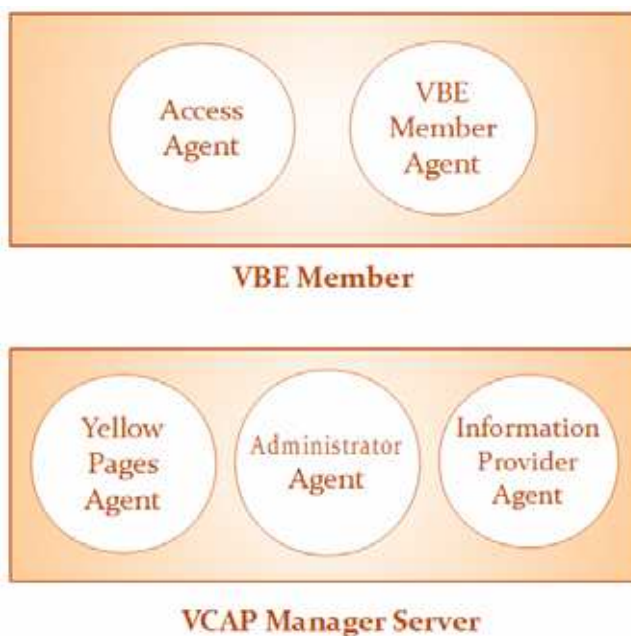 Access
Agent
VBE
Member
Agent
VBE Member
Yellow
Pages
Agent
Administrator
Agent
Information
Provider
Agent
VCAP Manager Server